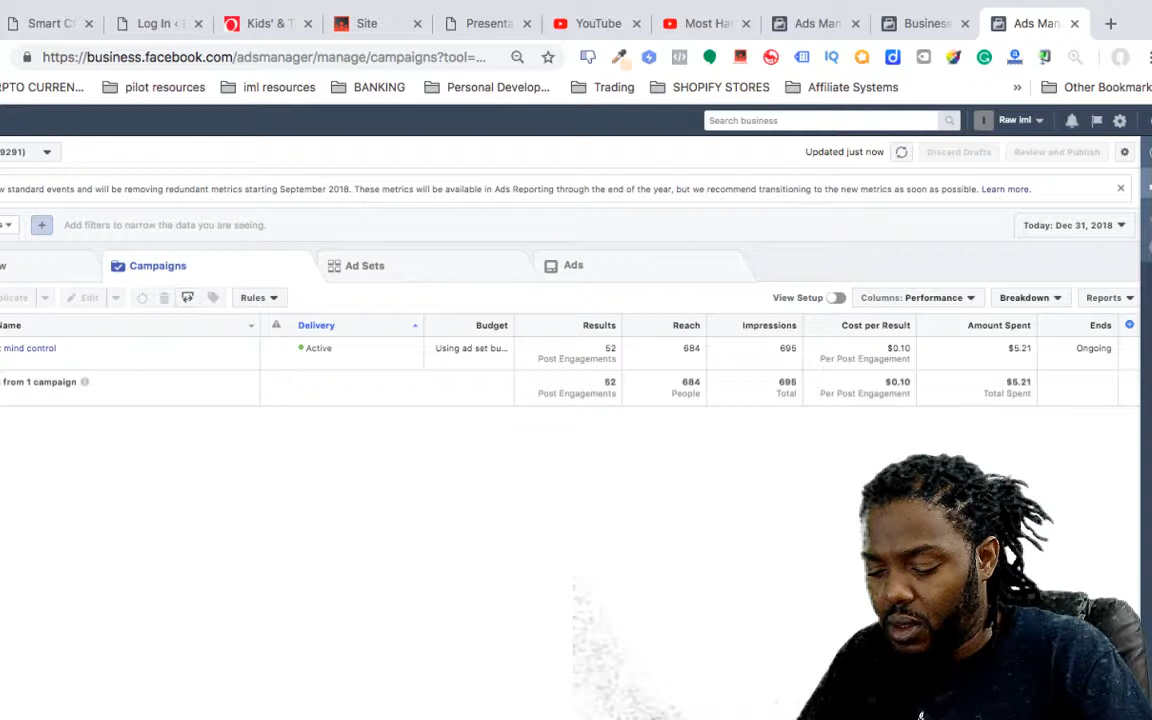 Smart C
Log In ‹
Kids' & T
Site
Presenta
YouTube
Most Ha
Ads Man
Business
Ads Man
https://business.facebook.com/adsmanager/manage/campaigns?tool=...
RPTO CURREN...
pilot resources
iml resources
BANKING
Personal Develop...
Trading
SHOPIFY STORES
Affiliate Systems
»
Other Bookmark
Search business
Raw iml
9291)
Updated just now
Discard Drafts
Review and Publish
w standard events and will be removing redundant metrics starting September 2018. These metrics will be available in Ads Reporting through the end of the year, but we recommend transitioning to the new metrics as soon as possible. Learn more.
Add filters to narrow the data you are seeing.
Today: Dec 31, 2018
w
Campaigns
Ad Sets
Ads
plicate
Edit
Rules
View Setup
Columns: Performance
Breakdown
Reports
Name
Delivery
Budget
Results
Reach
Impressions
Cost per Result
Amount Spent
Ends
mind control
Active
Using ad set bu...
52
684
695
$0.10
$5.21
Ongoing
Post Engagements
Per Post Engagement
from 1 campaign
52
684
695
$0.10
$5.21
Post Engagements
People
Total
Per Post Engagement
Total Spent